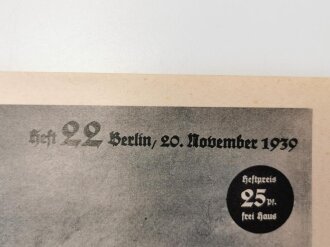 Heft 22 Berlin, 20. November 1939
Heftpreis
25 Pf.
frei Haus